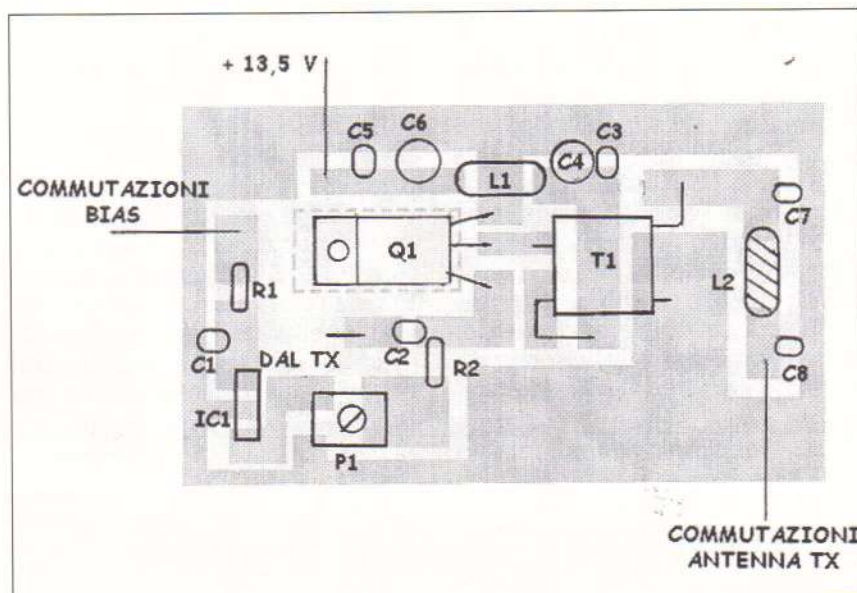 + 13,5 V
C5
C6
C4
C3
L1
COMMUTAZIONI
BIAS
C7
Q1
T1
L2
R1
C1
DAL TX
C2
R2
C8
IC1
P1
COMMUTAZIONI
ANTENNA TX